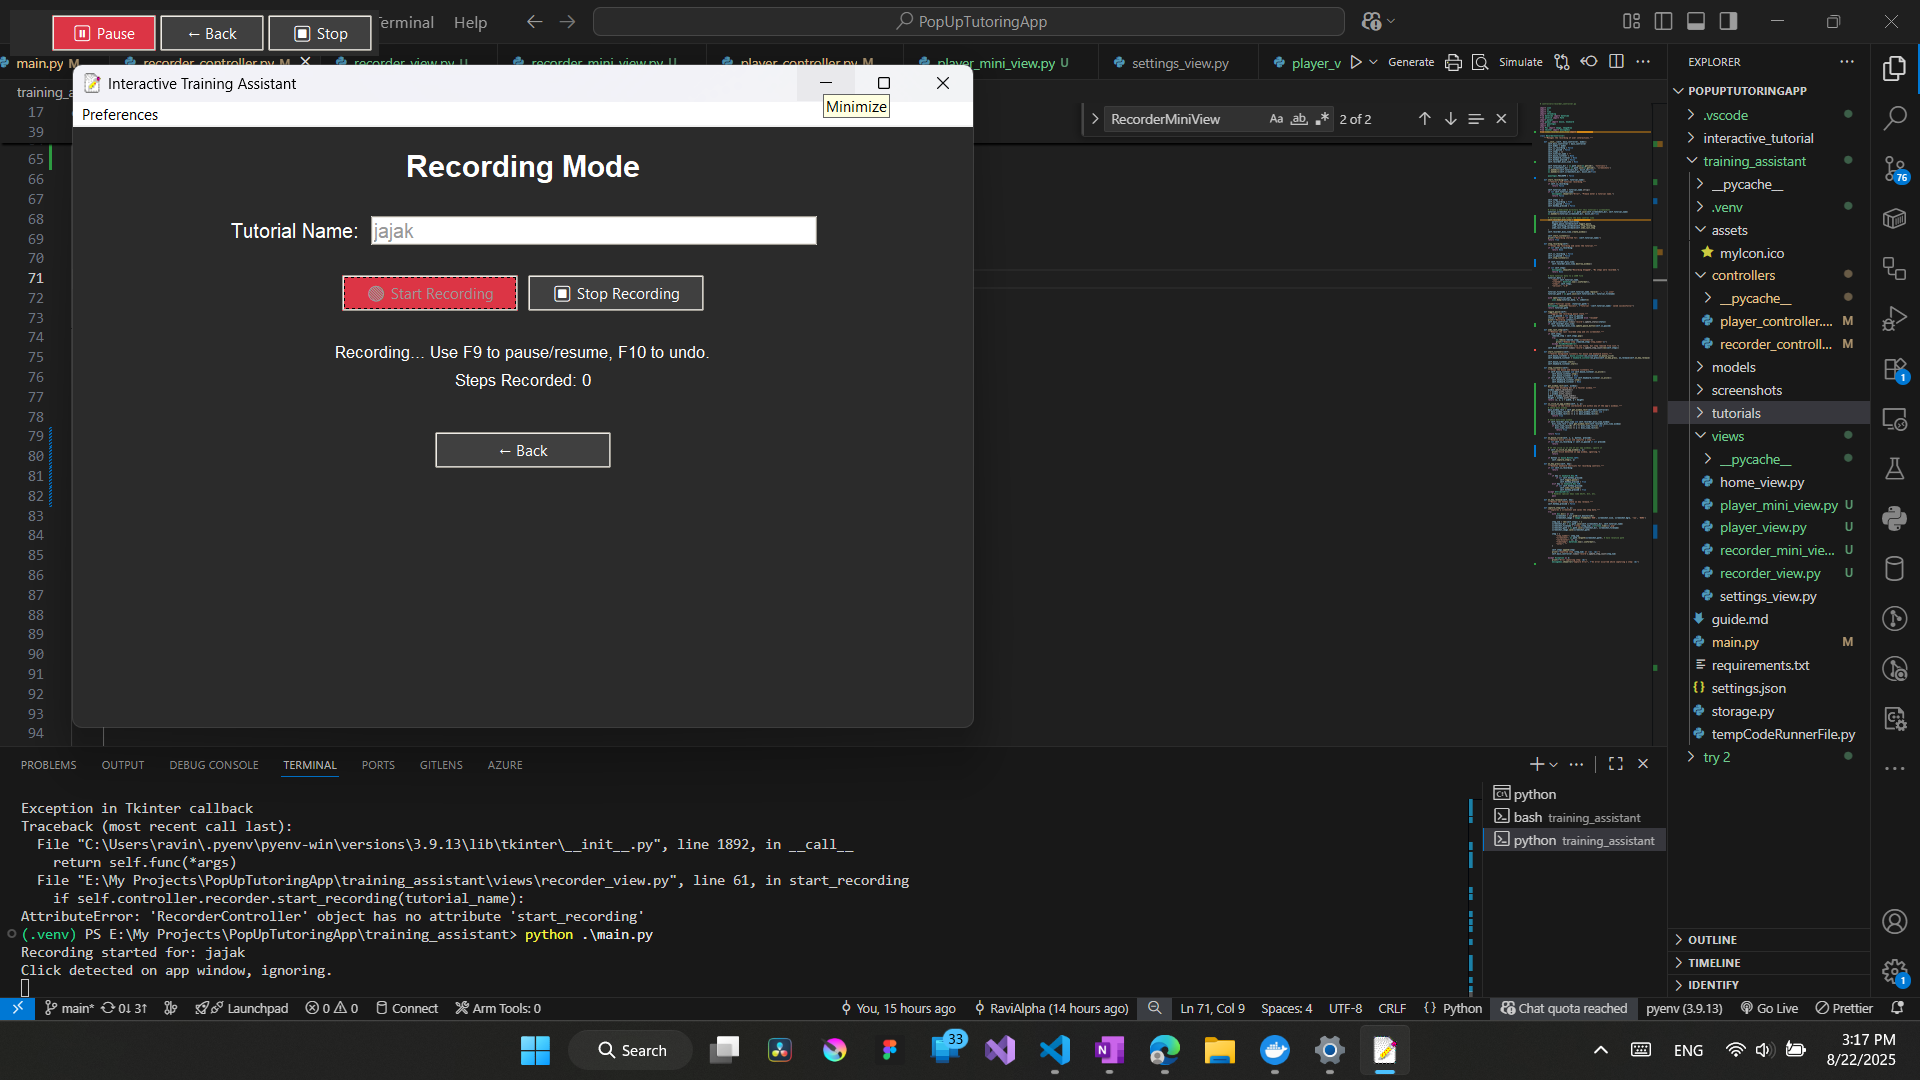 Pause
← Back
Stop
Terminal
Help
PopUpTutoringApp
main.py M
recorder_controller.py M
recorder_view.py U
recorder_mini_view.py U
player_controller.py M
player_mini_view.py U
settings_view.py
player_v
Generate
Simulate
training_a
Interactive Training Assistant
Minimize
Preferences
Recording Mode
Tutorial Name:
jajak
Start Recording
Stop Recording
Recording... Use F9 to pause/resume, F10 to undo.
Steps Recorded: 0
← Back
RecorderMiniView
Aa
ab
2 of 2
17
39
65
66
67
68
69
70
71
72
73
74
75
76
77
78
79
80
81
82
83
84
85
86
87
88
89
90
91
92
93
94
EXPLORER
POPUPTUTORINGAPP
.vscode
interactive_tutorial
training_assistant
__pycache__
.venv
assets
myIcon.ico
controllers
__pycache__
player_controller.... M
recorder_controll... M
models
screenshots
tutorials
views
__pycache__
home_view.py
player_mini_view.py U
player_view.py U
recorder_mini_vie... U
recorder_view.py U
settings_view.py
guide.md
main.py M
requirements.txt
settings.json
storage.py
tempCodeRunnerFile.py
try 2
OUTLINE
TIMELINE
IDENTIFY
76
1
1
PROBLEMS
OUTPUT
DEBUG CONSOLE
TERMINAL
PORTS
GITLENS
AZURE
python
bash training_assistant
python training_assistant
Exception in Tkinter callback
Traceback (most recent call last):
File "C:\Users\ravin\.pyenv\pyenv-win\versions\3.9.13\lib\tkinter\__init__.py", line 1892, in __call__
return self.func(*args)
File "E:\My Projects\PopUpTutoringApp\training_assistant\views\recorder_view.py", line 61, in start_recording
if self.controller.recorder.start_recording(tutorial_name):
AttributeError: 'RecorderController' object has no attribute 'start_recording'
(.venv) PS E:\My Projects\PopUpTutoringApp\training_assistant> python .\main.py
Recording started for: jajak
Click detected on app window, ignoring.
main* 0↓ 3↑
Launchpad
0 0
Connect
Arm Tools: 0
You, 15 hours ago
RaviAlpha (14 hours ago)
Ln 71, Col 9
Spaces: 4
UTF-8
CRLF
{ } Python
Chat quota reached
pyenv (3.9.13)
Go Live
Prettier
Search
33
ENG
3:17 PM
8/22/2025